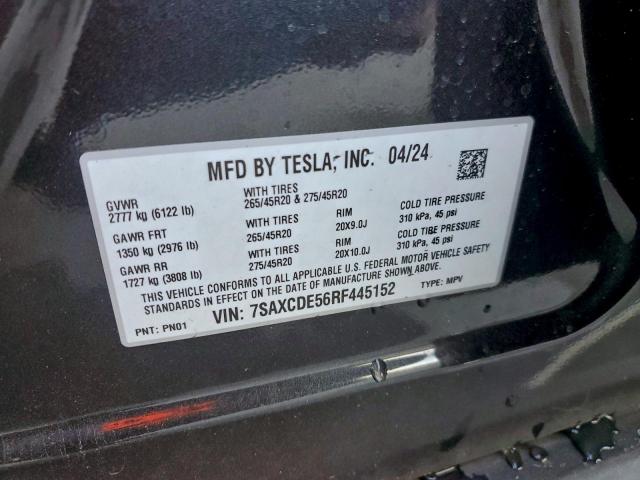 MFD BY TESLA, INC. 04/24
GVWR WITH TIRES
2777 kg (6122 lb) 265/45R20 & 275/45R20
GAWR FRT WITH TIRES RIM COLD TIRE PRESSURE
1350 kg (2976 lb) 265/45R20 20X9.0J 310 kPa, 45 psi
GAWR RR WITH TIRES RIM COLD TIRE PRESSURE
1727 kg (3808 lb) 275/45R20 20X10.0J 310 kPa, 45 psi
THIS VEHICLE CONFORMS TO ALL APPLICABLE U.S. FEDERAL MOTOR VEHICLE SAFETY
STANDARDS IN EFFECT ON THE DATE OF MANUFACTURE SHOWN ABOVE.
PNT: PN01 VIN: 7SAXCDE56RF445152 TYPE: MPV